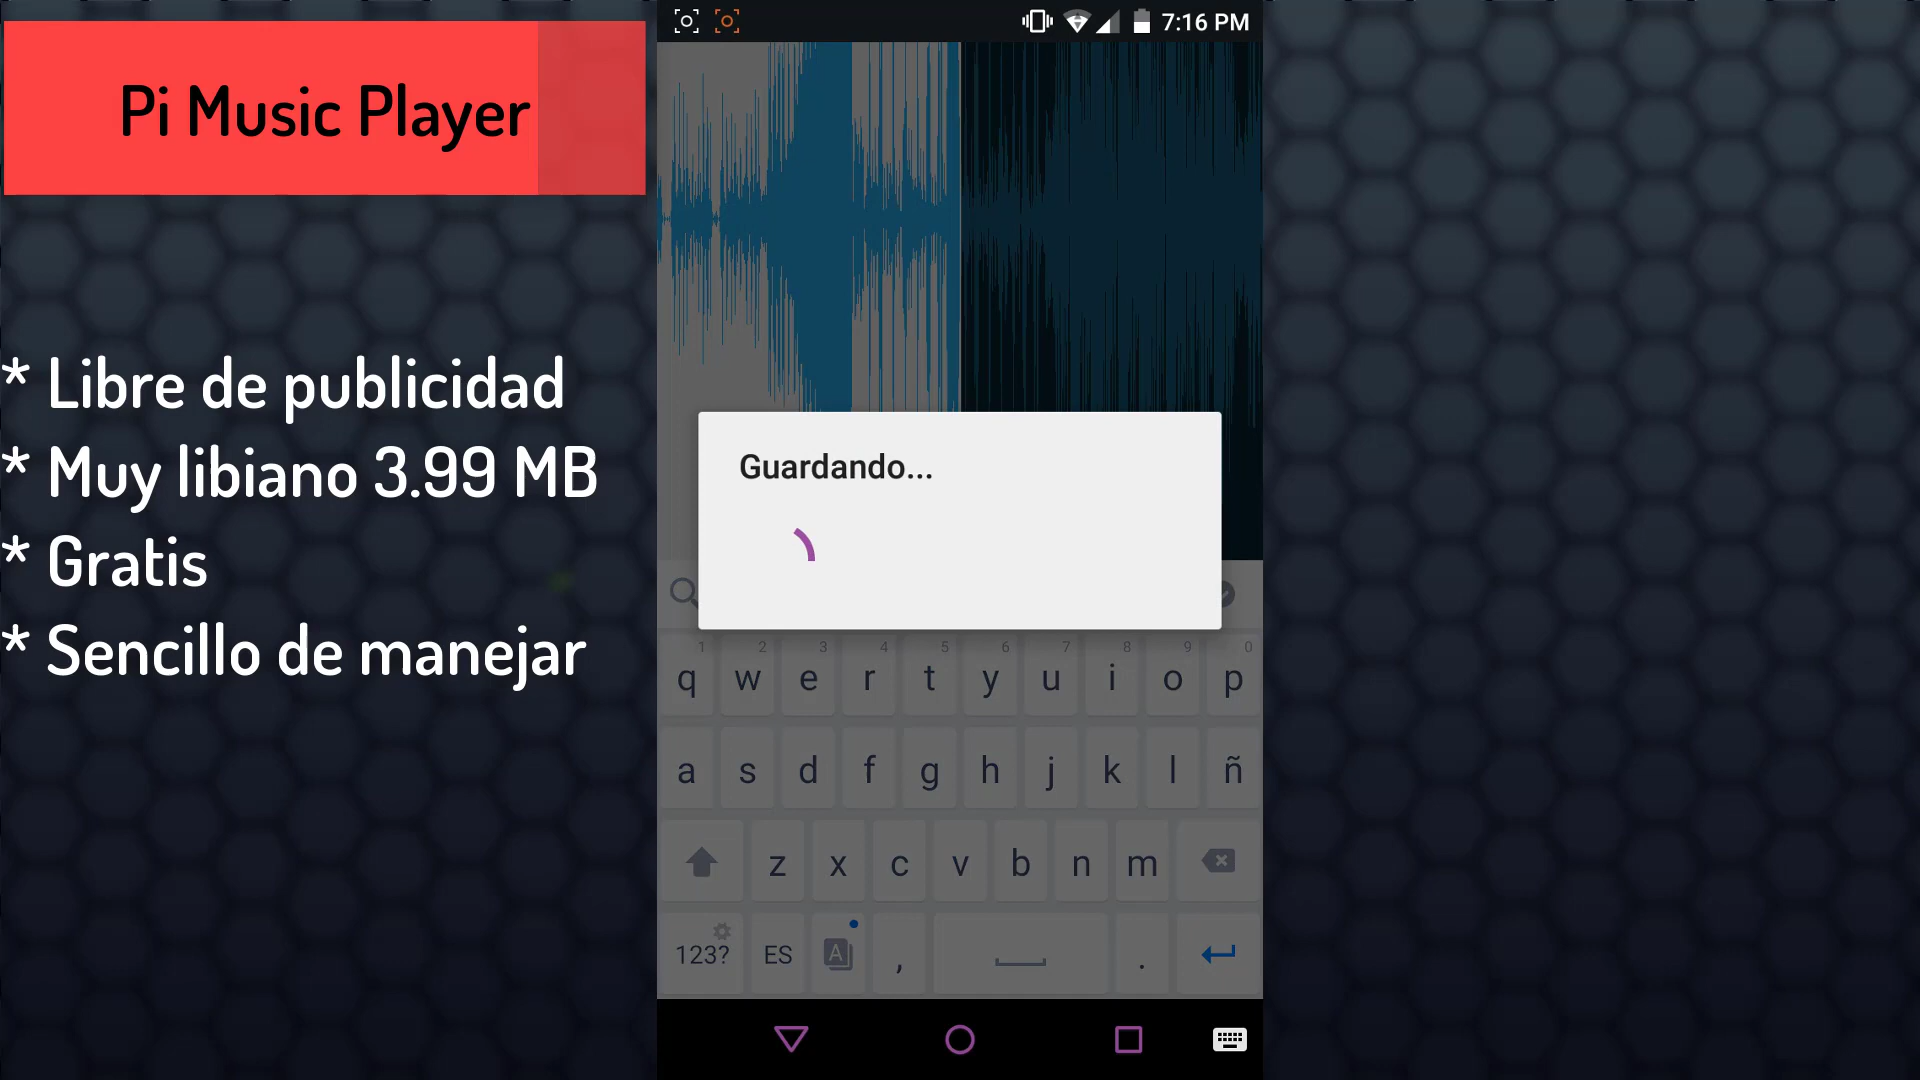 7:16 PM
Pi Music Player
* Libre de publicidad
* Muy libiano 3.99 MB
* Gratis
* Sencillo de manejar
Guardando...
1 2 3 4 5 6 7 8 9 0
q w e r t y u i o p
a s d f g h j k l ñ
z x c v b n m
123? ES A , .